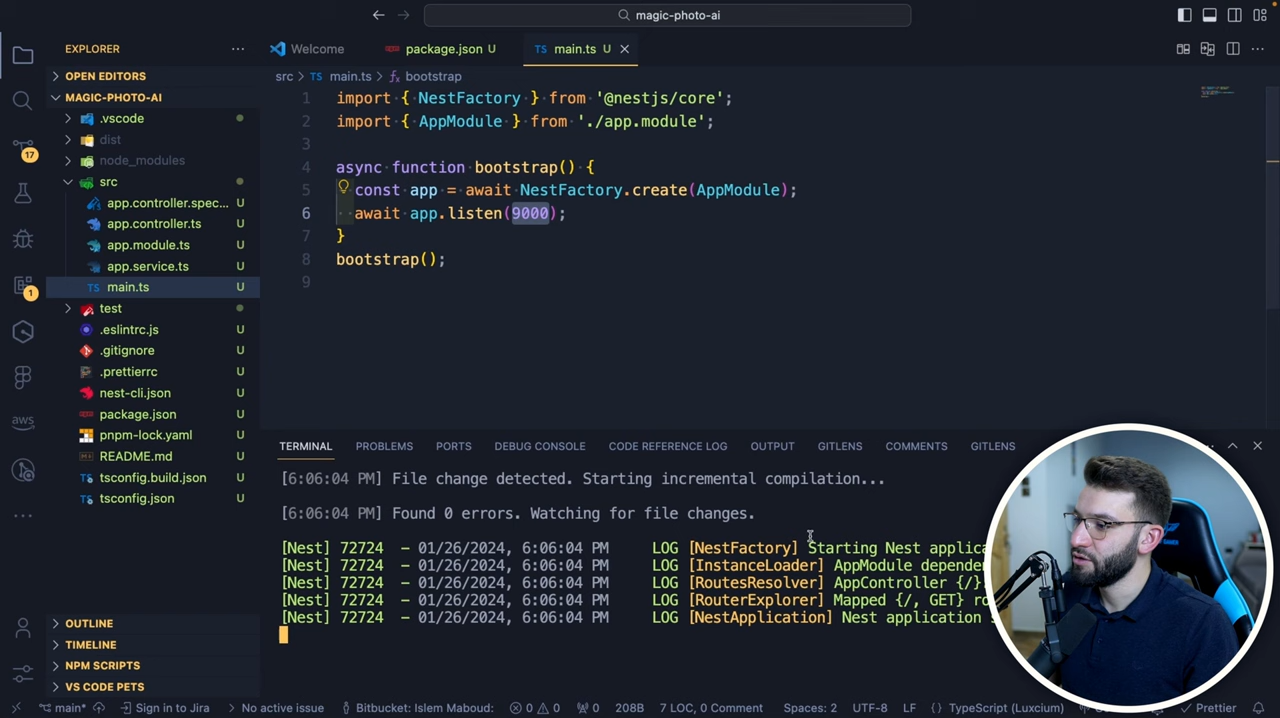 magic-photo-ai
EXPLORER
OPEN EDITORS
MAGIC-PHOTO-AI
.vscode
dist
node_modules
src
app.controller.spec...
app.controller.ts U
app.module.ts U
app.service.ts U
main.ts U
test
.eslintrc.js U
.gitignore U
.prettierrc U
nest-cli.json U
package.json U
pnpm-lock.yaml U
README.md U
tsconfig.build.json U
tsconfig.json U
OUTLINE
TIMELINE
NPM SCRIPTS
VS CODE PETS
17
1
aws
Welcome
package.json U
TS main.ts U
src > TS main.ts > bootstrap
1 import { NestFactory } from '@nestjs/core';
2 import { AppModule } from './app.module';
3
4 async function bootstrap() {
5 const app = await NestFactory.create(AppModule);
6 await app.listen(9000);
7 }
8 bootstrap();
9
TERMINAL PROBLEMS PORTS DEBUG CONSOLE CODE REFERENCE LOG OUTPUT GITLENS COMMENTS GITLENS
[6:06:04 PM] File change detected. Starting incremental compilation...
[6:06:04 PM] Found 0 errors. Watching for file changes.
[Nest] 72724 - 01/26/2024, 6:06:04 PM LOG [NestFactory] Starting Nest applica
[Nest] 72724 - 01/26/2024, 6:06:04 PM LOG [InstanceLoader] AppModule depende
[Nest] 72724 - 01/26/2024, 6:06:04 PM LOG [RoutesResolver] AppController {/}
[Nest] 72724 - 01/26/2024, 6:06:04 PM LOG [RouterExplorer] Mapped {/, GET} ro
[Nest] 72724 - 01/26/2024, 6:06:04 PM LOG [NestApplication] Nest application s
main* Sign in to Jira No active issue Bitbucket: Islem Maboud: 0 0 0 208B 7 LOC, 0 Comment Spaces: 2 UTF-8 LF {} TypeScript (Luxcium) Prettier